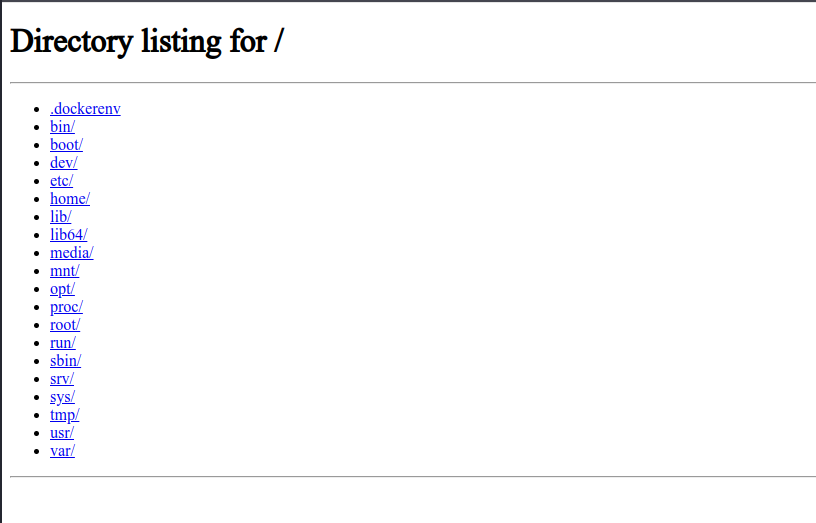 Directory listing for /
.dockerenv
bin/
boot/
dev/
etc/
home/
lib/
lib64/
media/
mnt/
opt/
proc/
root/
run/
sbin/
srv/
sys/
tmp/
usr/
var/